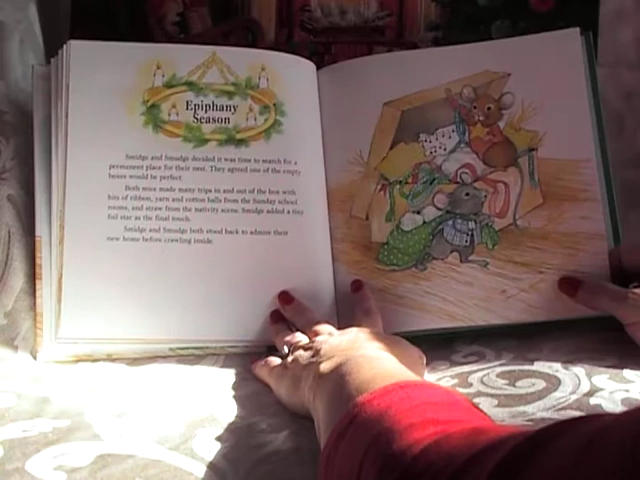 Epiphany
Season
Smidge and Smudge decided it was time to search for a
permanent place for their nest. They agreed one of the empty
boxes would be perfect.
Both mice made many trips in and out of the box with
bits of ribbon, yarn and cotton balls from the Sunday school
rooms, and straw from the nativity scene. Smidge added a tiny
foil star as the final touch.
Smidge and Smudge both stood back to admire their
new home before crawling inside.